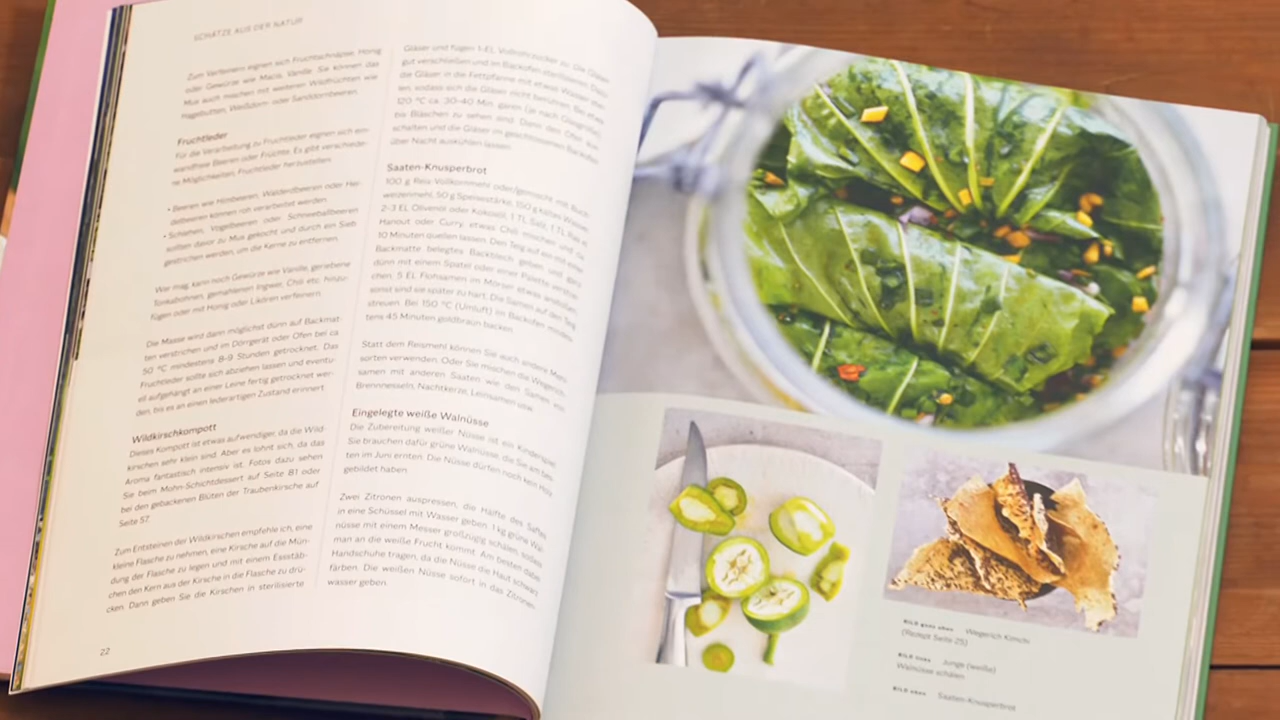 SCHÄTZE AUS DER NATUR
Zum Verfeinern eignen sich Fruchtschnäpse, Honig
oder Gewürze wie Macis, Vanille. Sie können das
Mus auch mischen mit weiteren Wildfrüchten wie
Hagebutten, Weißdorn- oder Sanddornbeeren.
Fruchtleder
Für die Verarbeitung zu Fruchtleder eignen sich ein-
wandfreie Beeren oder Früchte. Es gibt verschiede-
ne Möglichkeiten, Fruchtleder herzustellen:
• Beeren wie Himbeeren, Walderdbeeren oder Hei-
delbeeren können roh verarbeitet werden.
• Schlehen, Vogelbeeren oder Schneeballbeeren
sollten davor zu Mus gekocht und durch ein Sieb
gestrichen werden, um die Kerne zu entfernen.
Wer mag, kann noch Gewürze wie Vanille, geriebene
Tonkabohnen, gemahlenen Ingwer, Chili etc. hinzu-
fügen oder mit Honig oder Likören verfeinern.
Die Masse wird dann möglichst dünn auf Backmat-
ten verstrichen und im Dörrgerät oder Ofen bei ca.
50 °C mindestens 8–9 Stunden getrocknet. Das
Fruchtleder sollte sich abziehen lassen und eventu-
ell aufgehängt an einer Leine fertig getrocknet wer-
den, bis es an einen lederartigen Zustand erinnert.
Wildkirschkompott
Dieses Kompott ist etwas aufwendiger, da die Wild-
kirschen sehr klein sind. Aber es lohnt sich, da das
Aroma fantastisch intensiv ist. Fotos dazu sehen
Sie beim Mohn-Schichtdessert auf Seite 81 oder
bei den gebackenen Blüten der Traubenkirsche auf
Seite 57.
Zum Entsteinen der Wildkirschen empfehle ich, eine
kleine Flasche zu nehmen, eine Kirsche auf die Mün-
dung der Flasche zu legen und mit einem Essstäb-
chen den Kern aus der Kirsche in die Flasche zu drü-
cken. Dann geben Sie die Kirschen in sterilisierte
22
Gläser und fügen 1 EL Vollrohrzucker zu. Die Gläser
gut verschließen und im Backofen sterilisieren. Dazu
die Gläser in die Fettpfanne mit etwas Wasser stel-
len, sodass sich die Gläser nicht berühren. Bei etwa
120 °C ca. 30–40 Min. garen (je nach Glasgröße),
bis Bläschen zu sehen sind. Dann den Ofen aus-
schalten und die Gläser im geschlossenen Backofen
über Nacht auskühlen lassen.
Saaten-Knusperbrot
100 g Reis-Vollkornmehl oder/gemischt mit Buch-
weizenmehl, 50 g Speisestärke, 150 g kaltes Wasser,
2–3 EL Olivenöl oder Kokosöl, 1 TL Salz, 1 TL Ras el
Hanout oder Curry, etwas Chili mischen und ca.
10 Minuten quellen lassen. Den Teig auf ein mit einer
Backmatte belegtes Backblech geben und ganz
dünn mit einem Spatel oder einer Palette verstrei-
chen. 5 EL Flohsamen im Mörser etwas anstoßen,
sonst sind sie später zu hart. Die Samen auf den Teig
streuen. Bei 150 °C (Umluft) im Backofen mindes-
tens 45 Minuten goldbraun backen.
Statt dem Reismehl können Sie auch andere Mehl-
sorten verwenden. Oder Sie mischen die Wegerich-
samen mit anderen Saaten wie den Samen von
Brennnesseln, Nachtkerze, Leinsamen usw.
Eingelegte weiße Walnüsse
Die Zubereitung weißer Nüsse ist ein Kinderspiel.
Sie brauchen dafür grüne Walnüsse, die Sie am bes-
ten im Juni ernten. Die Nüsse dürfen noch kein Holz
gebildet haben.
Zwei Zitronen auspressen, die Hälfte des Saftes
in eine Schüssel mit Wasser geben. 1 kg grüne Wal-
nüsse mit einem Messer großzügig schälen, sodass
man an die weiße Frucht kommt. Am besten dabei
Handschuhe tragen, da die Nüsse die Haut schwarz
färben. Die weißen Nüsse sofort in das Zitronen-
wasser geben.
BILD ganz oben Wegerich Kimchi
(Rezept Seite 25)
BILD links Junge (weiße)
Walnüsse schälen
BILD oben Saaten-Knusperbrot